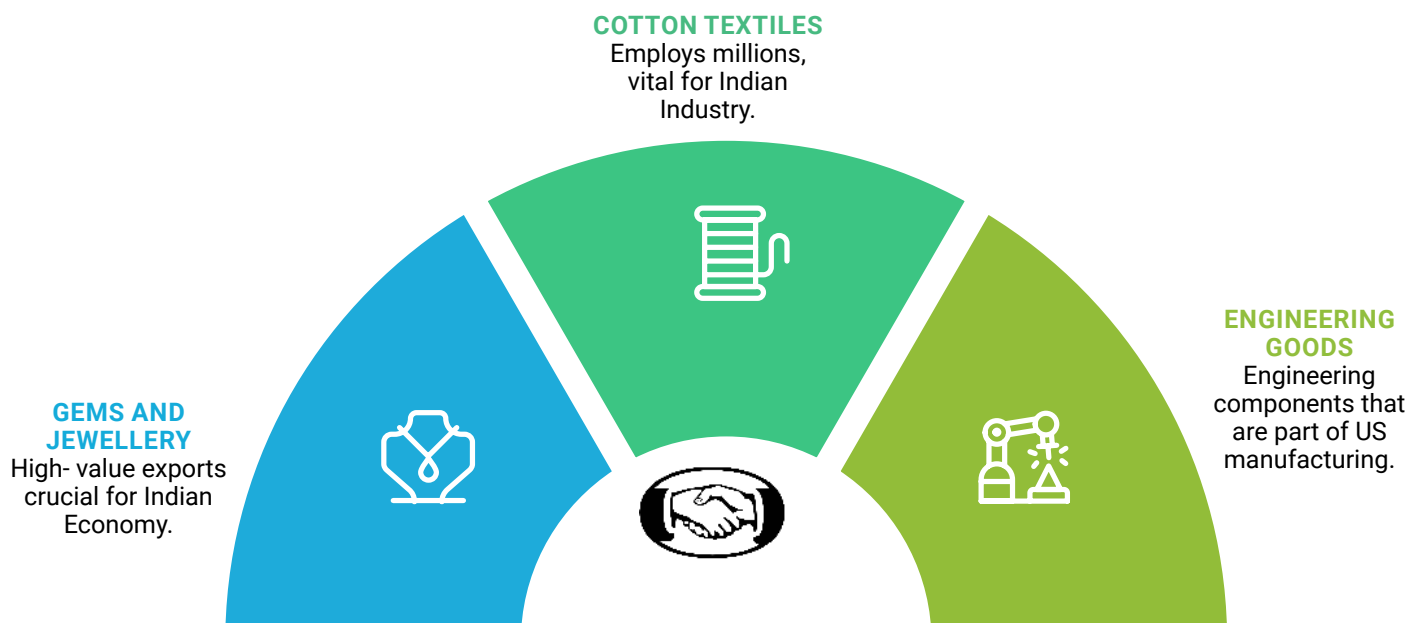 COTTON TEXTILES
Employs millions,
vital for Indian
Industry.
ENGINEERING
GOODS
Engineering
components that
are part of US
manufacturing.
GEMS AND
JEWELLERY
High- value exports
crucial for Indian
Economy.